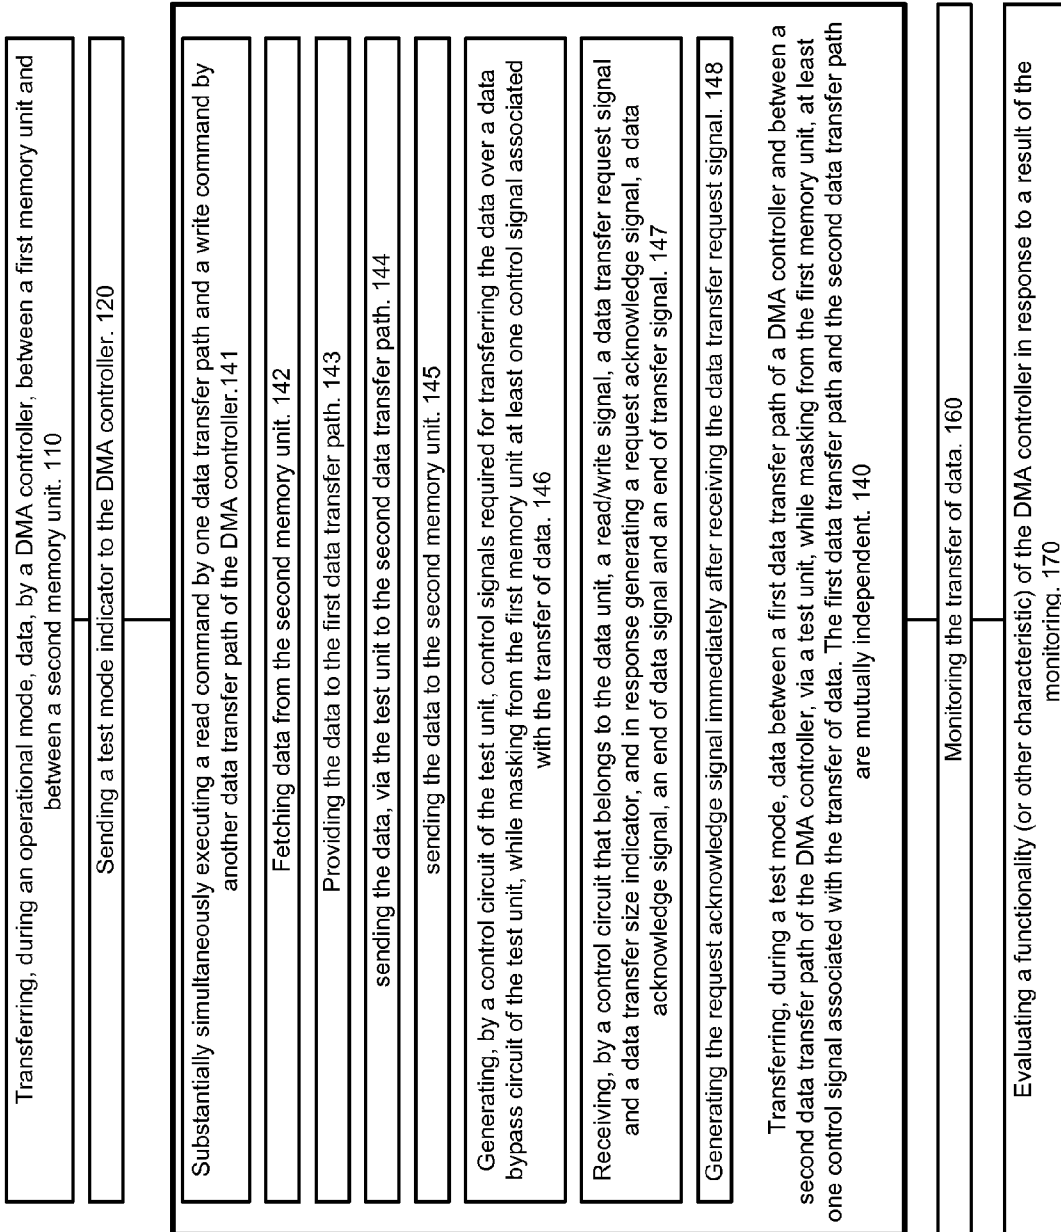 Transferring, during an operational mode, data, by a DMA controller, between a first memory unit and
between a second memory unit. 110
Sending a test mode indicator to the DMA controller. 120
Substantially simultaneously executing a read command by one data transfer path and a write command by
another data transfer path of the DMA controller.141
Fetching data from the second memory unit. 142
Providing the data to the first data transfer path. 143
sending the data, via the test unit to the second data transfer path. 144
sending the data to the second memory unit. 145
Generating, by a control circuit of the test unit, control signals required for transferring the data over a data
bypass circuit of the test unit, while masking from the first memory unit at least one control signal associated
with the transfer of data. 146
Receiving, by a control circuit that belongs to the data unit, a read/write signal, a data transfer request signal
and a data transfer size indicator, and in response generating a request acknowledge signal, a data
acknowledge signal, an end of data signal and an end of transfer signal. 147
Generating the request acknowledge signal immediately after receiving the data transfer request signal. 148
Transferring, during a test mode, data between a first data transfer path of a DMA controller and between a
second data transfer path of the DMA controller, via a test unit, while masking from the first memory unit, at least
one control signal associated with the transfer of data. The first data transfer path and the second data transfer path
are mutually independent. 140
Monitoring the transfer of data. 160
Evaluating a functionality (or other characteristic) of the DMA controller in response to a result of the
monitoring. 170